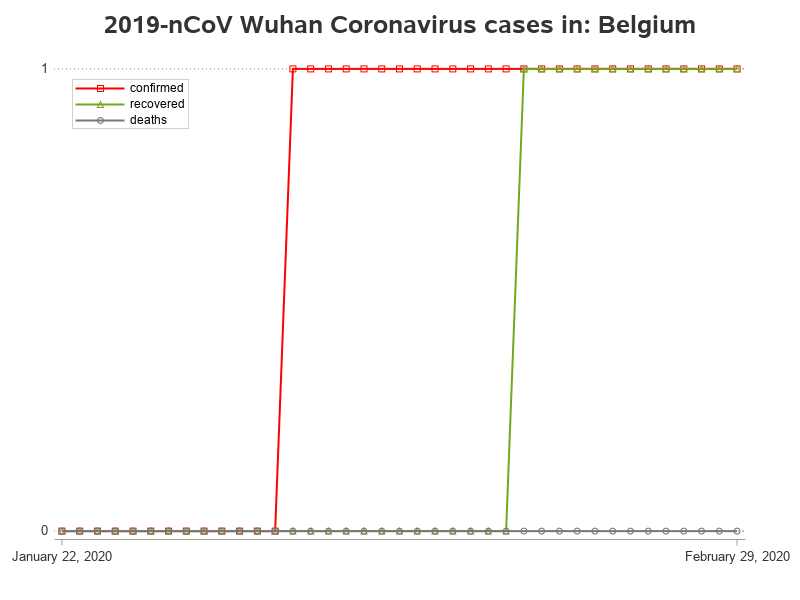 2019-nCoV Wuhan Coronavirus cases in: Belgium
1
confirmed
recovered
deaths
0
January 22, 2020
February 29, 2020